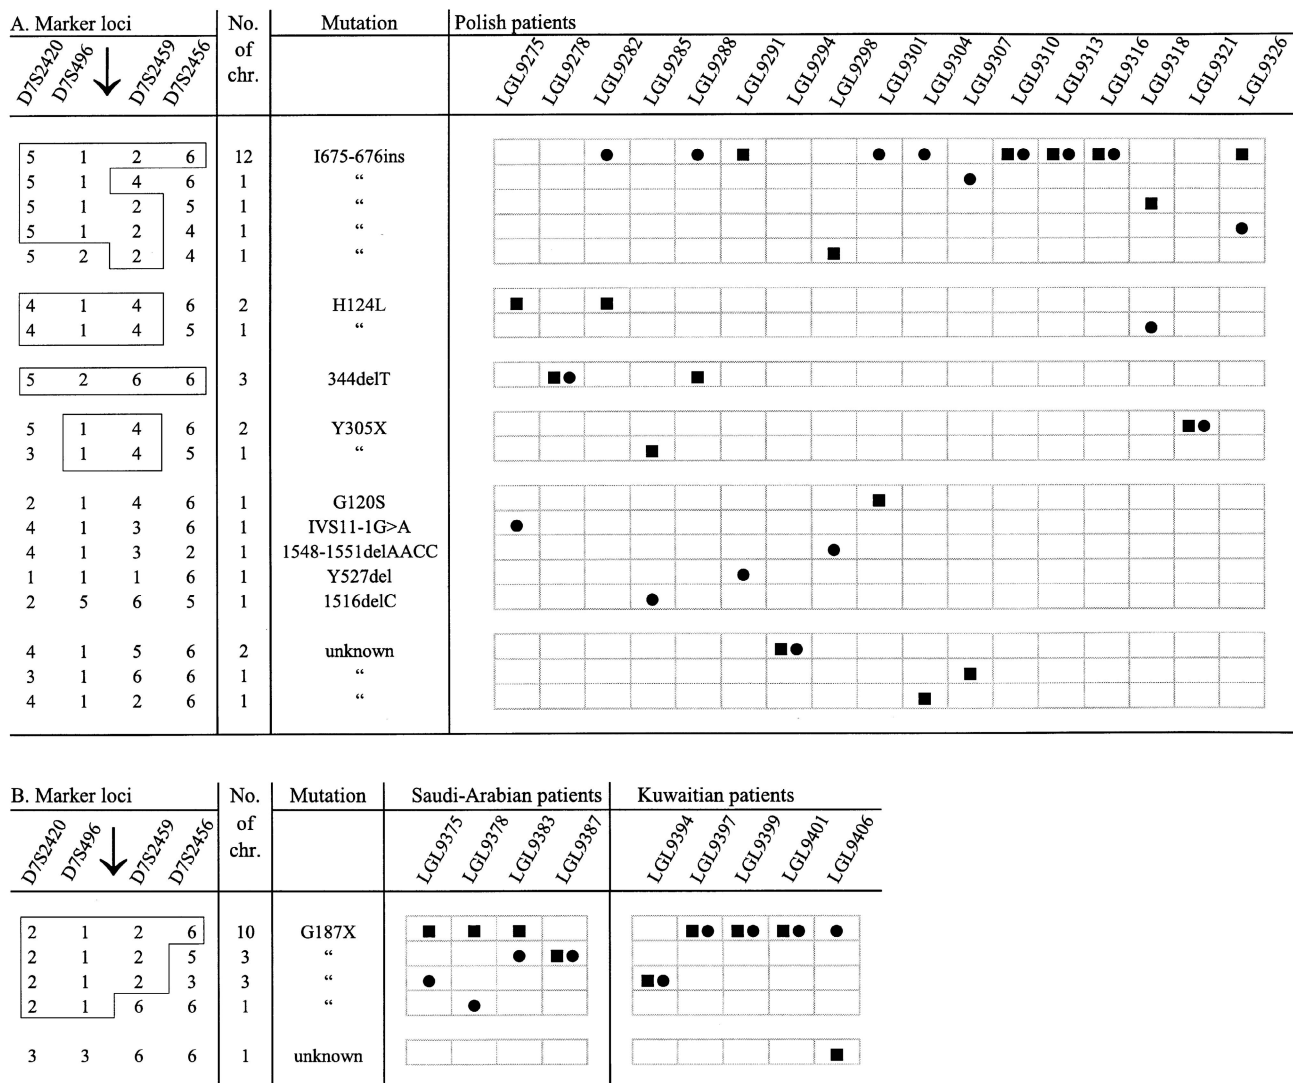 A. Marker loci No. of chr. Mutation Polish patients
D7S2420 D7S496 D7S2459 D7S2456
LGL9275 LGL9278 LGL9282 LGL9285 LGL9288 LGL9291 LGL9294 LGL9298 LGL9301 LGL9304 LGL9307 LGL9310 LGL9313 LGL9316 LGL9318 LGL9321 LGL9326
5 1 2 6 12 I675-676ins
5 1 4 6 1 “
5 1 2 5 1 “
5 1 2 4 1 “
5 2 2 4 1 “
4 1 4 6 2 H124L
4 1 4 5 1 “
5 2 6 6 3 344delT
5 1 4 6 2 Y305X
3 1 4 5 1 “
2 1 4 6 1 G120S
4 1 3 6 1 IVS11-1G>A
4 1 3 2 1 1548-1551delAACC
1 1 1 6 1 Y527del
2 5 6 5 1 1516delC
4 1 5 6 2 unknown
3 1 6 6 1 “
4 1 2 6 1 “
B. Marker loci No. of chr. Mutation Saudi-Arabian patients Kuwaitian patients
D7S2420 D7S496 D7S2459 D7S2456
LGL9375 LGL9378 LGL9383 LGL9387 LGL9394 LGL9397 LGL9399 LGL9401 LGL9406
2 1 2 6 10 G187X
2 1 2 5 3 “
2 1 2 3 3 “
2 1 6 6 1 “
3 3 6 6 1 unknown